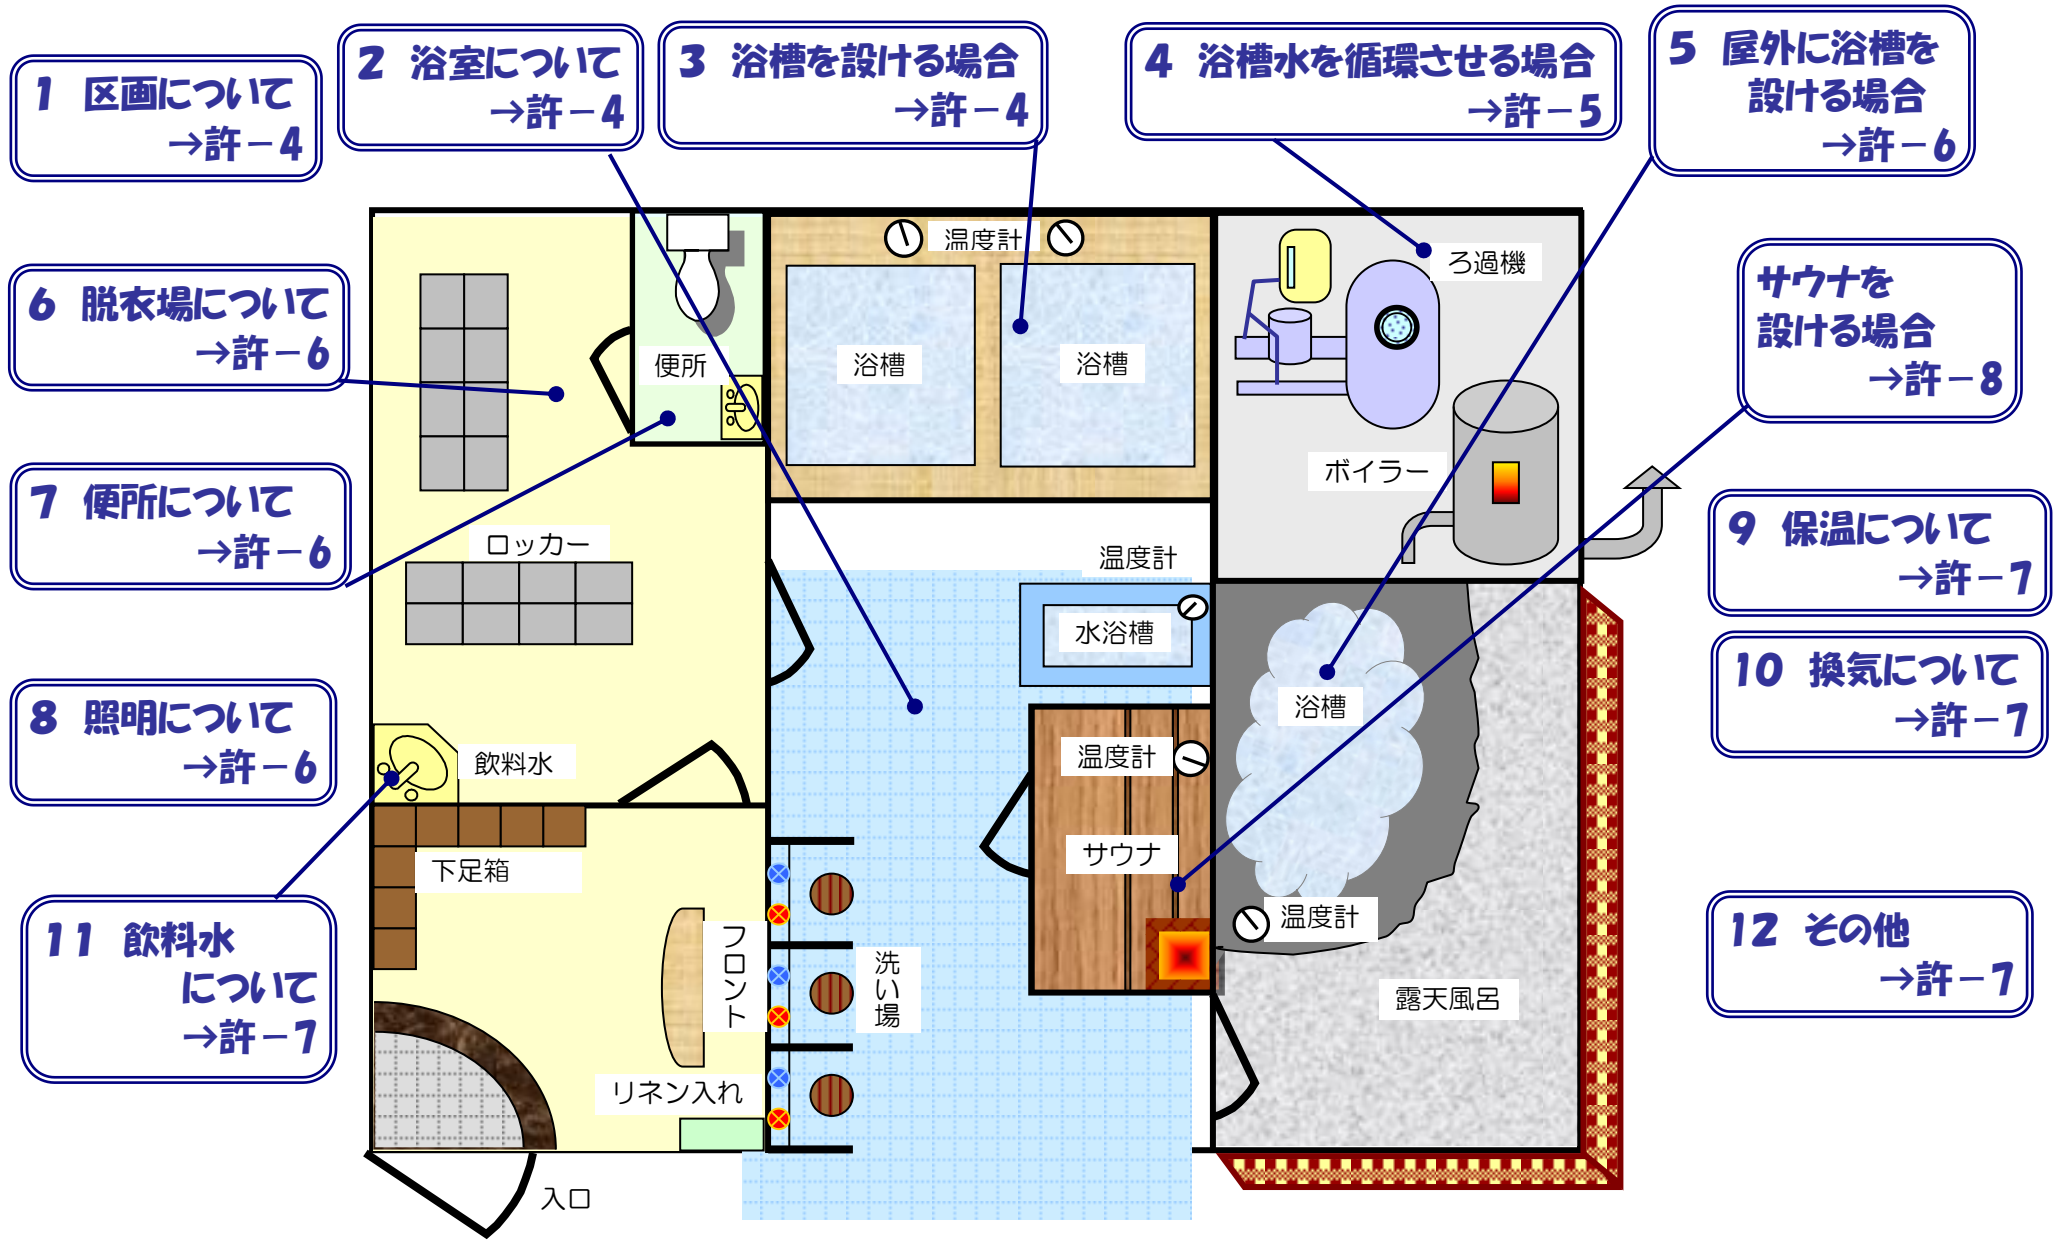 1 区画について
→許－4
2 浴室について
→許－4
3 浴槽を設ける場合
→許－4
4 浴槽水を循環させる場合
→許－5
5 屋外に浴槽を
設ける場合
→許－6
6 脱衣場について
→許－6
7 便所について
→許－6
8 照明について
→許－6
11 飲料水
について
→許－7
サウナを
設ける場合
→許－8
9 保温について
→許－7
10 換気について
→許－7
12 その他
→許－7
温度計
ろ過機
浴槽
浴槽
便所
ボイラー
ロッカー
温度計
水浴槽
浴槽
飲料水
温度計
サウナ
下足箱
温度計
フロント
洗い場
露天風呂
リネン入れ
入口